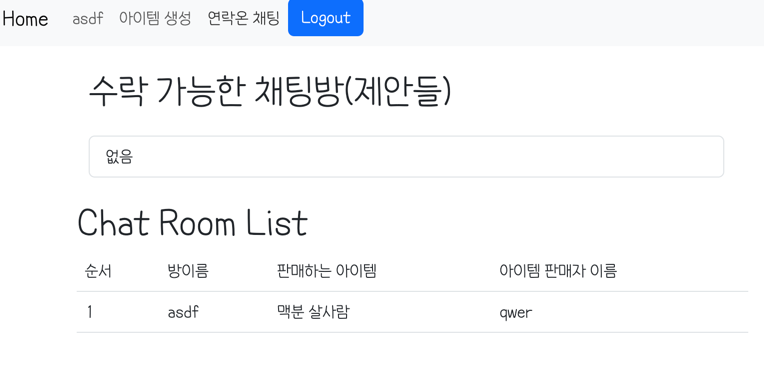 Home asdf 아이템 생성 연락온 채팅 Logout
수락 가능한 채팅방(제안들)
없음
Chat Room List
순서 방이름 판매하는 아이템 아이템 판매자 이름
1 asdf 맥분 살사람 qwer